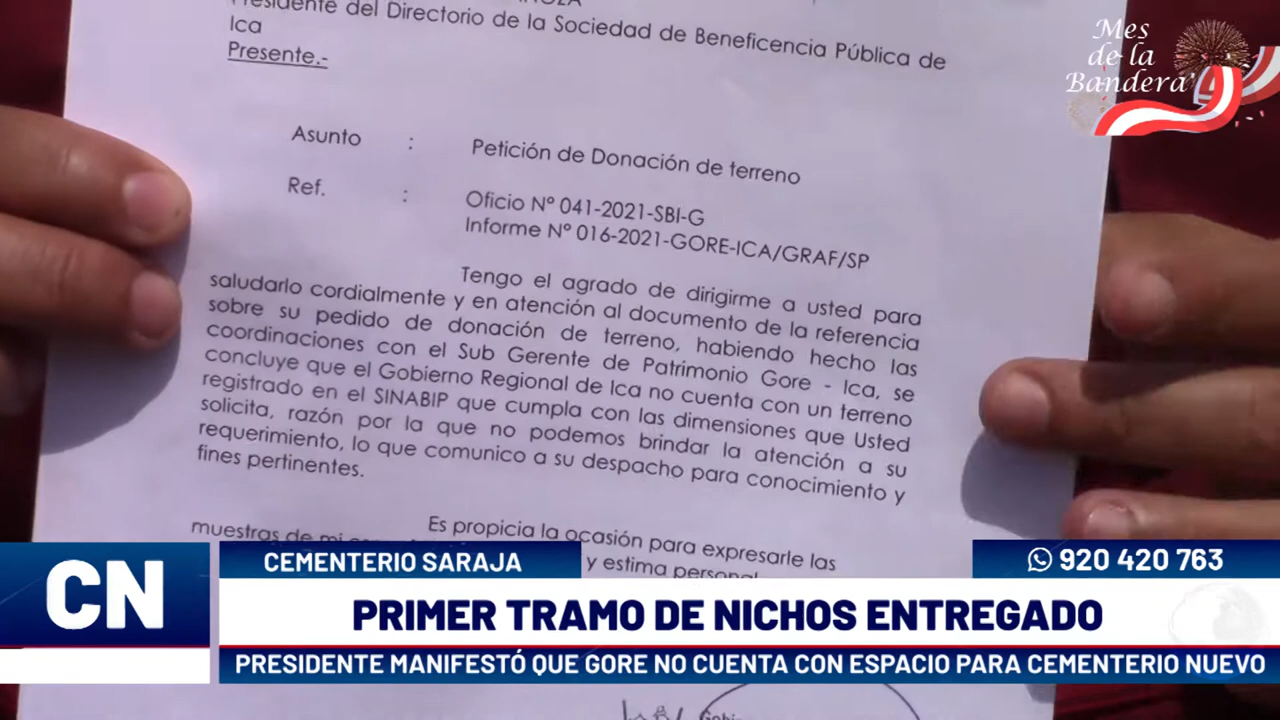 Presidente del Directorio de la Sociedad de Beneficencia Pública de
Ica
Presente.-
Mes
de la
Bandera
Asunto : Petición de Donación de terreno
Ref. : Oficio Nº 041-2021-SBI-G
Informe Nº 016-2021-GORE-ICA/GRAF/SP
Tengo el agrado de dirigirme a usted para
saludarlo cordialmente y en atención al documento de la referencia
sobre su pedido de donación de terreno, habiendo hecho las
coordinaciones con el Sub Gerente de Patrimonio Gore - Ica, se
concluye que el Gobierno Regional de Ica no cuenta con un terreno
registrado en el SINABIP que cumpla con las dimensiones que Usted
solicita, razón por la que no podemos brindar la atención a su
requerimiento, lo que comunico a su despacho para conocimiento y
fines pertinentes.
Es propicia la ocasión para expresarle las
muestras de mi y estima personal
CN
CEMENTERIO SARAJA
920 420 763
PRIMER TRAMO DE NICHOS ENTREGADO
PRESIDENTE MANIFESTÓ QUE GORE NO CUENTA CON ESPACIO PARA CEMENTERIO NUEVO